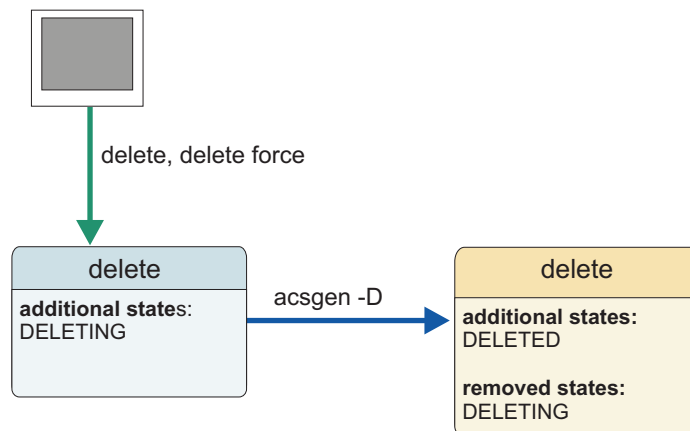 delete, delete force
delete
additional states:
DELETING
acsgen -D
delete
additional states:
DELETED
removed states:
DELETING